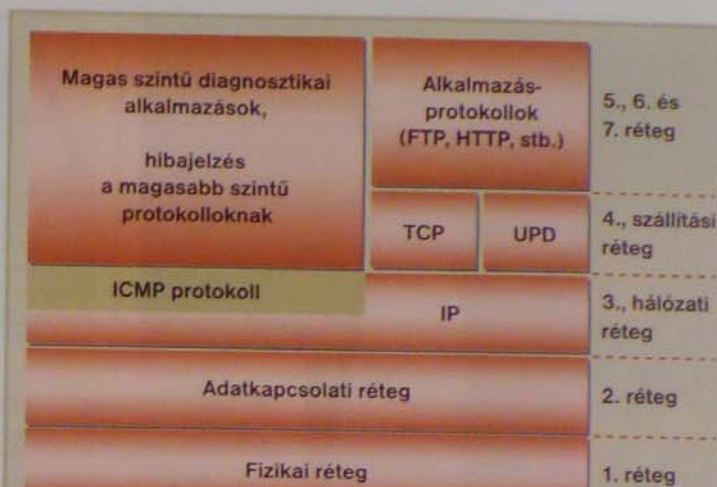 Magas szintű diagnosztikai
alkalmazások,
hibajelzés
a magasabb szintű
protokolloknak
Alkalmazás-
protokollok
(FTP, HTTP, stb.)
5., 6. és
7. réteg
TCP
UPD
4., szállítási
réteg
ICMP protokoll
IP
3., hálózati
réteg
Adatkapcsolati réteg
2. réteg
Fizikai réteg
1. réteg